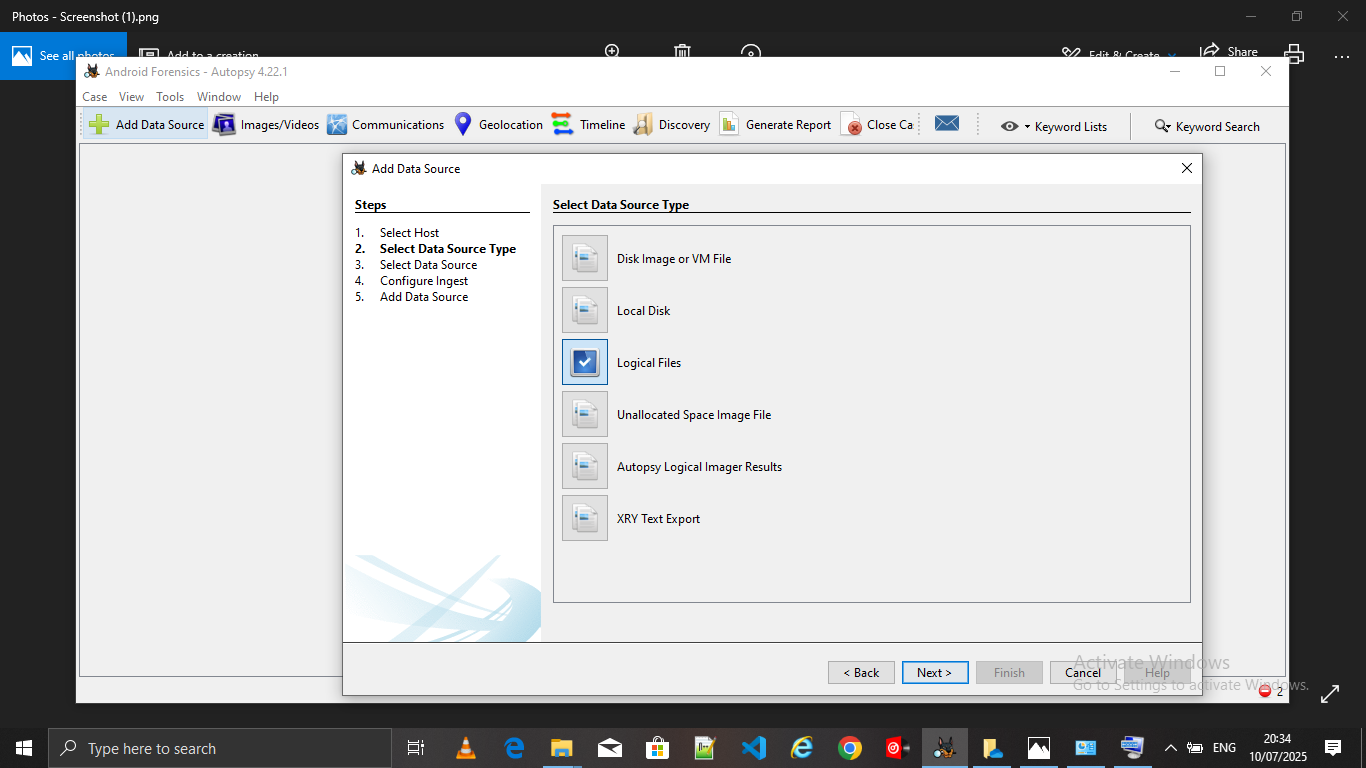 Photos - Screenshot (1).png
See all photos
Add to a creation
Edit & Create
Share
Android Forensics - Autopsy 4.22.1
Case View Tools Window Help
Add Data Source Images/Videos Communications Geolocation Timeline Discovery Generate Report Close Ca Keyword Lists Keyword Search
Add Data Source
Steps
1. Select Host
2. Select Data Source Type
3. Select Data Source
4. Configure Ingest
5. Add Data Source
Select Data Source Type
Disk Image or VM File
Local Disk
Logical Files
Unallocated Space Image File
Autopsy Logical Imager Results
XRY Text Export
< Back Next > Finish Cancel Help
Activate Windows
Go to Settings to activate Windows.
2
Type here to search
ENG
20:34
10/07/2025